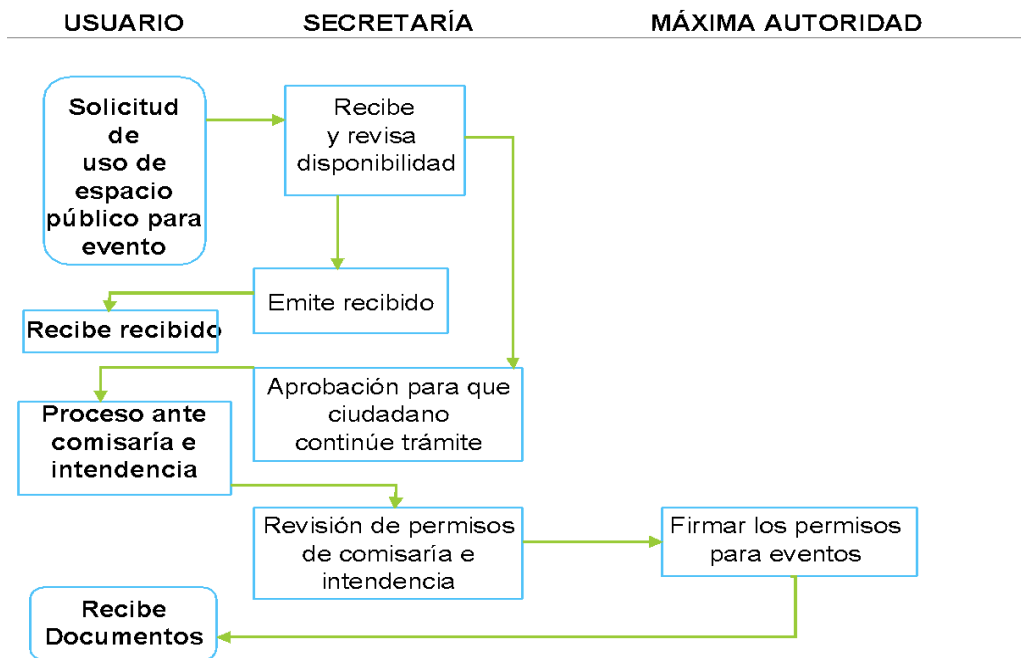 USUARIO
SECRETARÍA
MÁXIMA AUTORIDAD
Solicitud
de
uso de
espacio
público para
evento
Recibe
y revisa
disponibilidad
Emite recibido
Recibe recibido
Aprobación para que
ciudadano
continúe trámite
Proceso ante
comisaría e
intendencia
Revisión de permisos
de comisaría e
intendencia
Firmar los permisos
para eventos
Recibe
Documentos